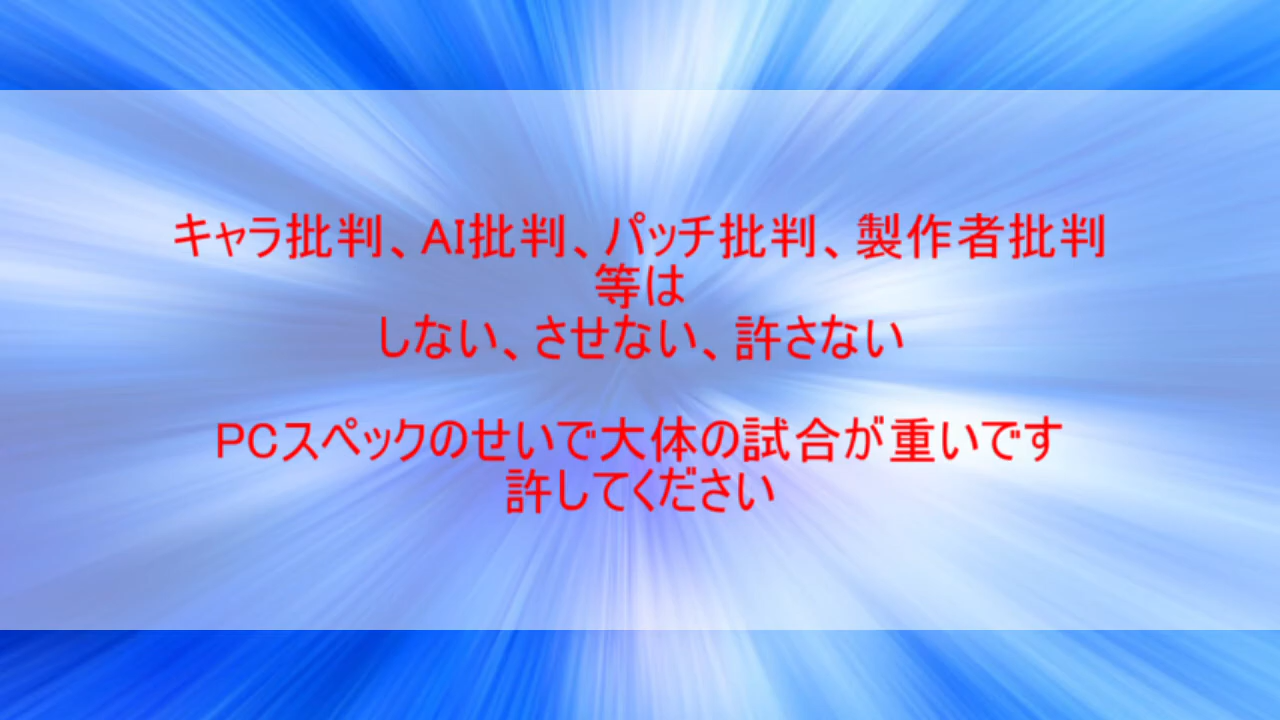 キャラ批判、AI批判、パッチ批判、製作者批判
等は
しない、させない、許さない
PCスペックのせいで大体の試合が重いです
許してください